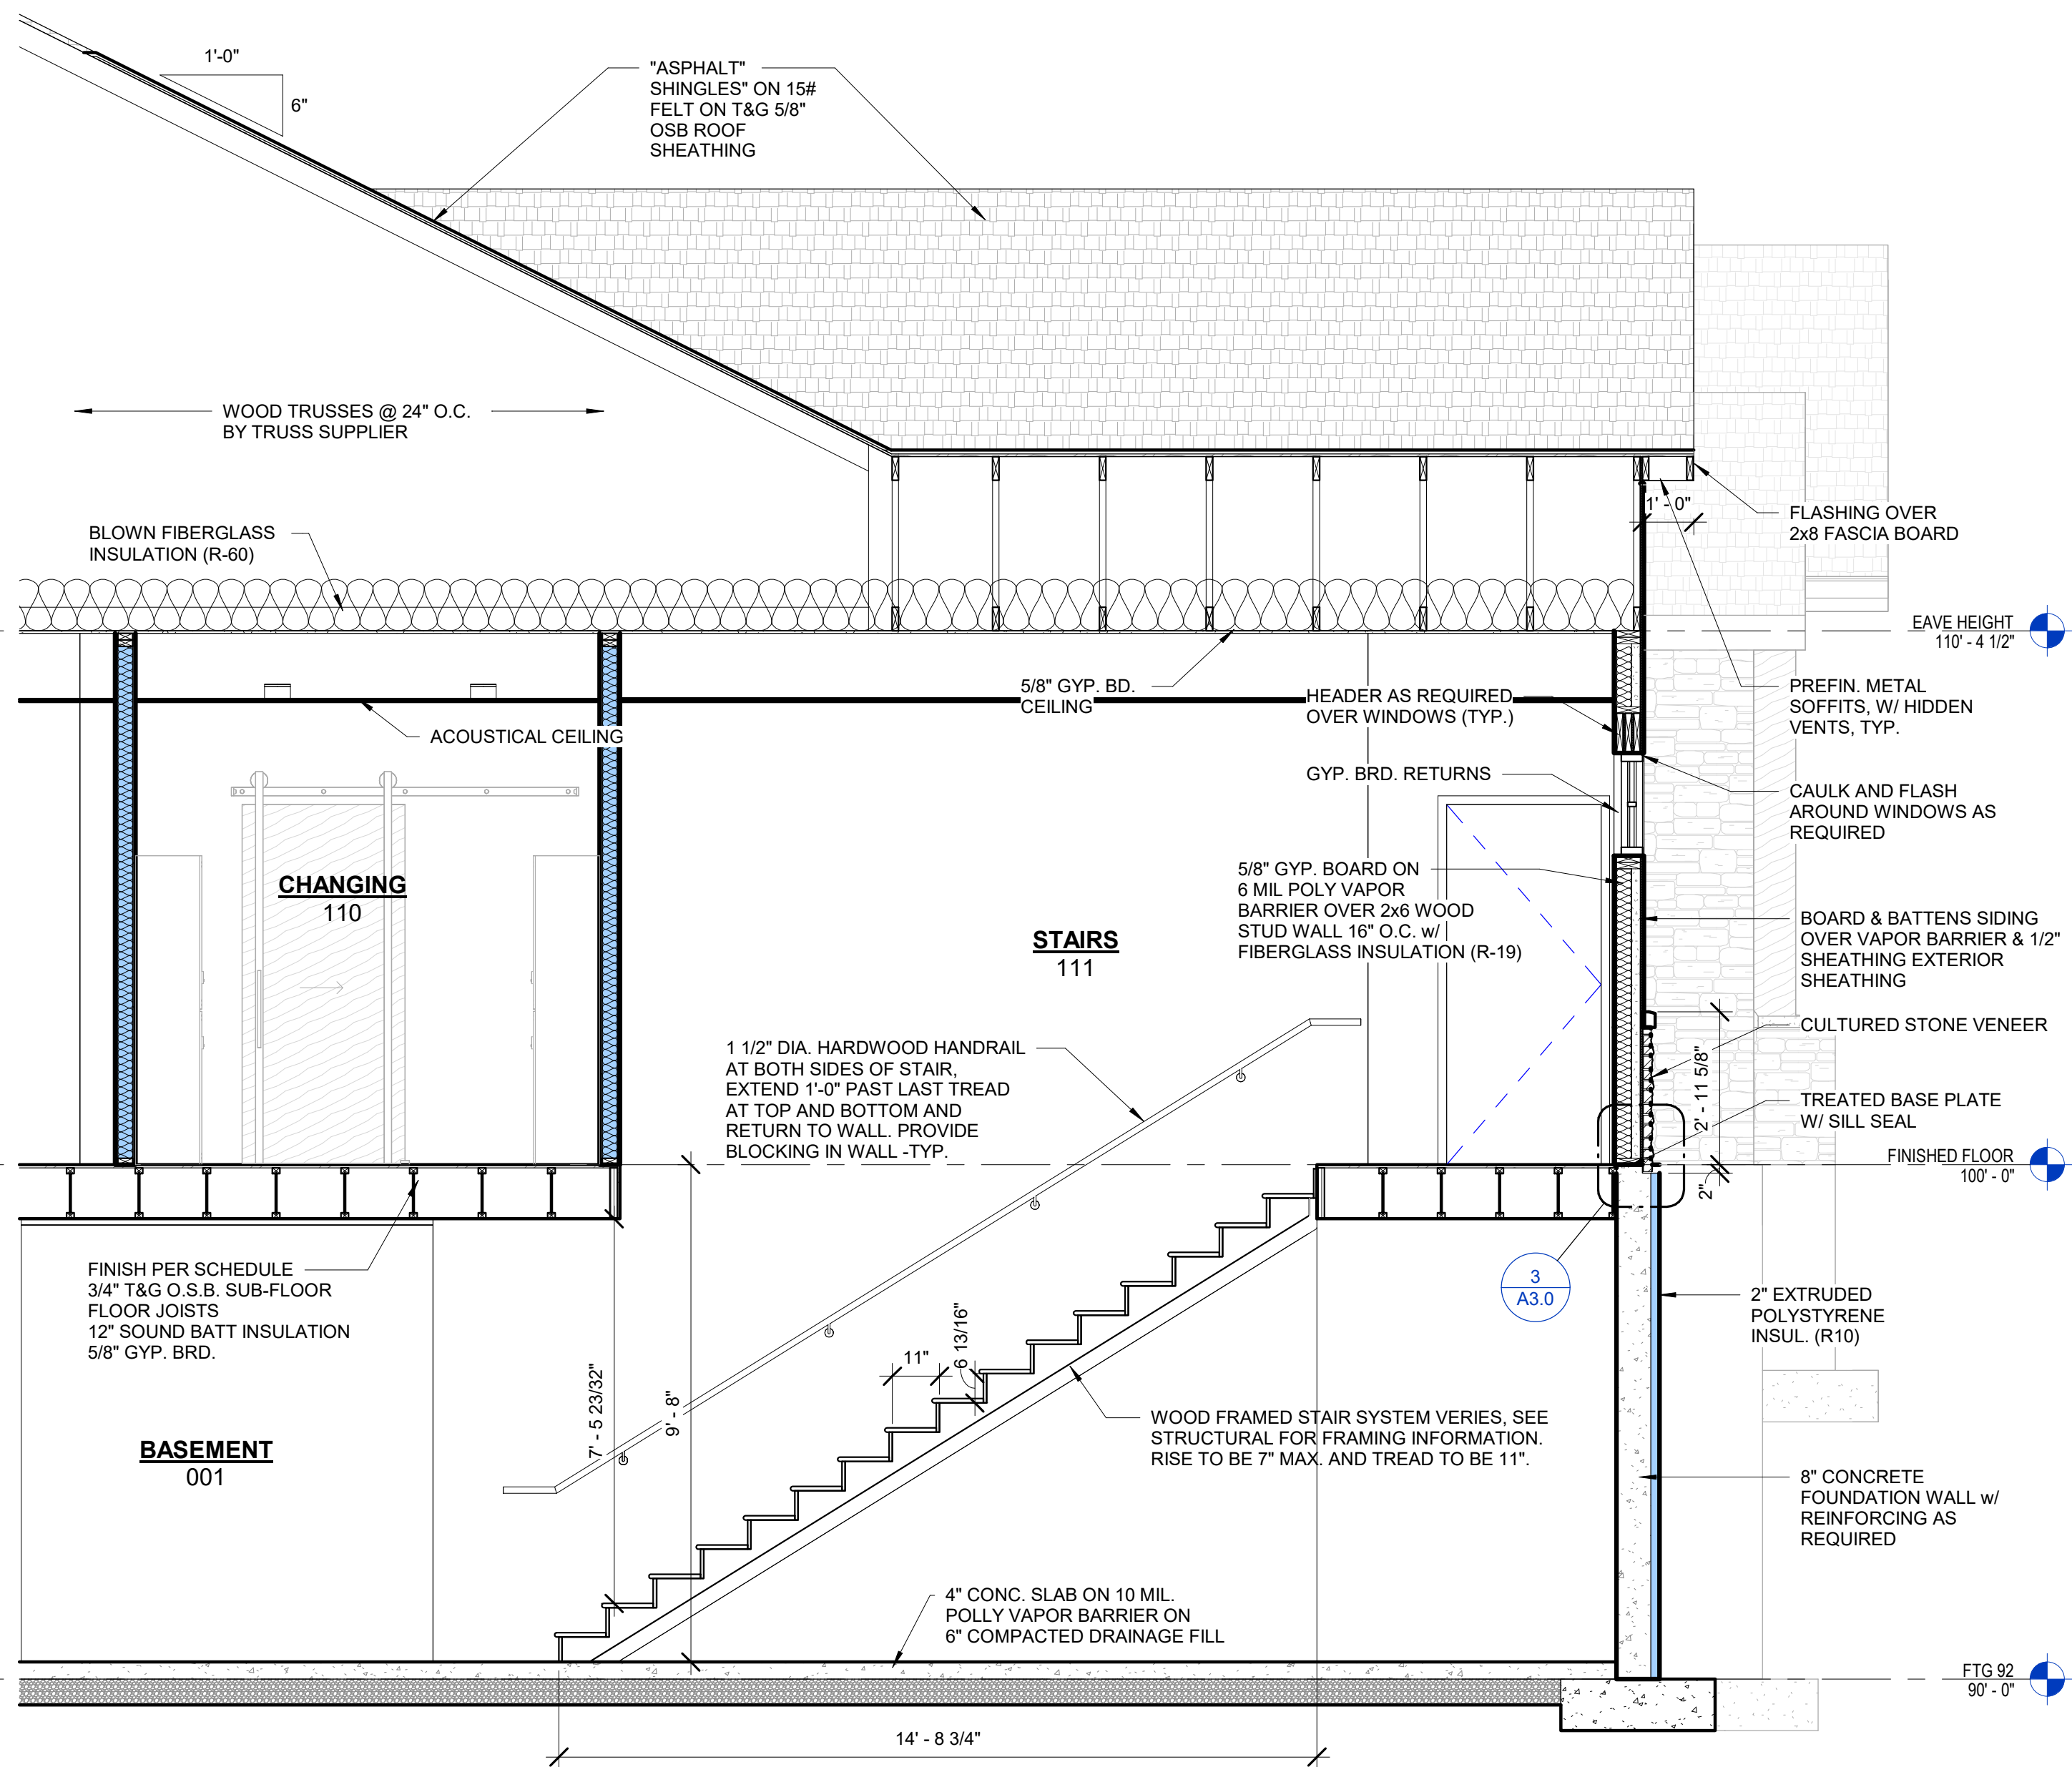 1'-0"
6"
"ASPHALT"
SHINGLES" ON 15#
FELT ON T&G 5/8"
OSB ROOF
SHEATHING
WOOD TRUSSES @ 24" O.C.
BY TRUSS SUPPLIER
BLOWN FIBERGLASS
INSULATION (R-60)
1' - 0"
FLASHING OVER
2x8 FASCIA BOARD
EAVE HEIGHT
110' - 4 1/2"
5/8" GYP. BD.
CEILING
HEADER AS REQUIRED
OVER WINDOWS (TYP.)
PREFIN. METAL
SOFFITS, W/ HIDDEN
VENTS, TYP.
ACOUSTICAL CEILING
GYP. BRD. RETURNS
CAULK AND FLASH
AROUND WINDOWS AS
REQUIRED
CHANGING
110
STAIRS
111
5/8" GYP. BOARD ON
6 MIL POLY VAPOR
BARRIER OVER 2x6 WOOD
STUD WALL 16" O.C. w/
FIBERGLASS INSULATION (R-19)
BOARD & BATTENS SIDING
OVER VAPOR BARRIER & 1/2"
SHEATHING EXTERIOR
SHEATHING
CULTURED STONE VENEER
2' - 11 5/8"
1 1/2" DIA. HARDWOOD HANDRAIL
AT BOTH SIDES OF STAIR,
EXTEND 1'-0" PAST LAST TREAD
AT TOP AND BOTTOM AND
RETURN TO WALL. PROVIDE
BLOCKING IN WALL -TYP.
TREATED BASE PLATE
W/ SILL SEAL
FINISHED FLOOR
100' - 0"
2"
FINISH PER SCHEDULE
3/4" T&G O.S.B. SUB-FLOOR
FLOOR JOISTS
12" SOUND BATT INSULATION
5/8" GYP. BRD.
3
A3.0
2" EXTRUDED
POLYSTYRENE
INSUL. (R10)
11"
6 13/16"
7' - 5 23/32"
9' - 8"
WOOD FRAMED STAIR SYSTEM VERIES, SEE
STRUCTURAL FOR FRAMING INFORMATION.
RISE TO BE 7" MAX. AND TREAD TO BE 11".
BASEMENT
001
8" CONCRETE
FOUNDATION WALL w/
REINFORCING AS
REQUIRED
4" CONC. SLAB ON 10 MIL.
POLLY VAPOR BARRIER ON
6" COMPACTED DRAINAGE FILL
FTG 92
90' - 0"
14' - 8 3/4"